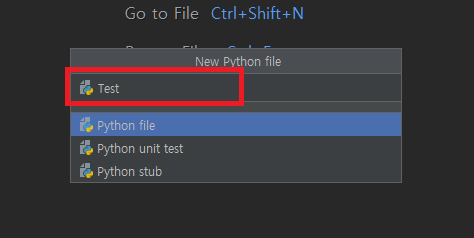 Go to File Ctrl+Shift+N
New Python file
Test
Python file
Python unit test
Python stub